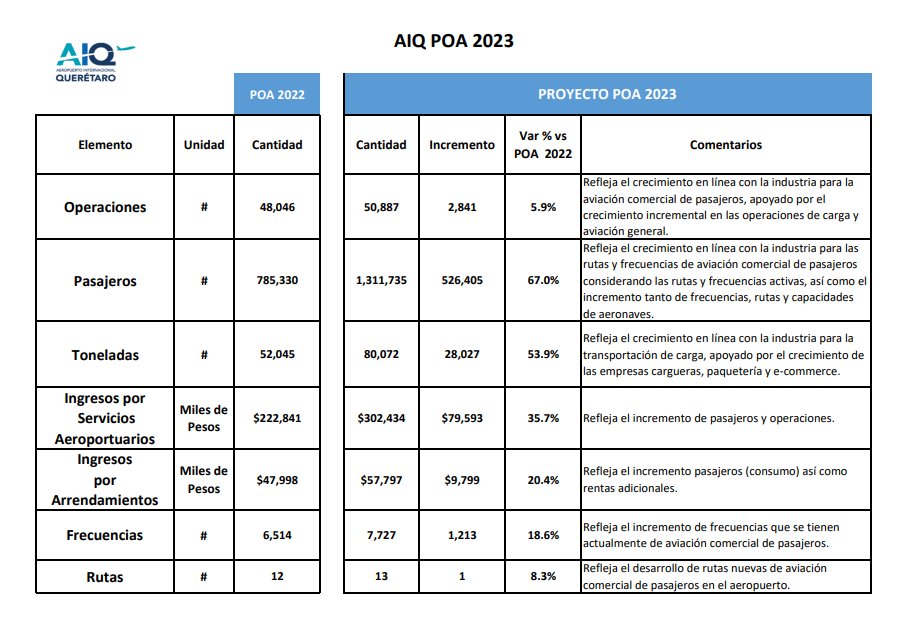 AIQ POA 2023
AIQ
AEROPUERTO INTERNACIONAL
QUERÉTARO
POA 2022
PROYECTO POA 2023
Elemento Unidad Cantidad Cantidad Incremento Var % vs POA 2022 Comentarios
Operaciones # 48,046 50,887 2,841 5.9%
Refleja el crecimiento en línea con la industria para la
aviación comercial de pasajeros, apoyado por el
crecimiento incremental en las operaciones de carga y
aviación general.
Pasajeros # 785,330 1,311,735 526,405 67.0%
Refleja el crecimiento en línea con la industria para las
rutas y frecuencias de aviación comercial de pasajeros
considerando las rutas y frecuencias activas, así como el
incremento tanto de frecuencias, rutas y capacidades
de aeronaves.
Toneladas # 52,045 80,072 28,027 53.9%
Refleja el crecimiento en línea con la industria para la
transportación de carga, apoyado por el crecimiento de
las empresas cargueras, paquetería y e-commerce.
Ingresos por
Servicios
Aeroportuarios
Miles de
Pesos
$222,841 $302,434 $79,593 35.7% Refleja el incremento de pasajeros y operaciones.
Ingresos
por
Arrendamientos
Miles de
Pesos
$47,998 $57,797 $9,799 20.4%
Refleja el incremento pasajeros (consumo) así como
rentas adicionales.
Frecuencias # 6,514 7,727 1,213 18.6%
Refleja el incremento de frecuencias que se tienen
actualmente de aviación comercial de pasajeros.
Rutas # 12 13 1 8.3%
Refleja el desarrollo de rutas nuevas de aviación
comercial de pasajeros en el aeropuerto.